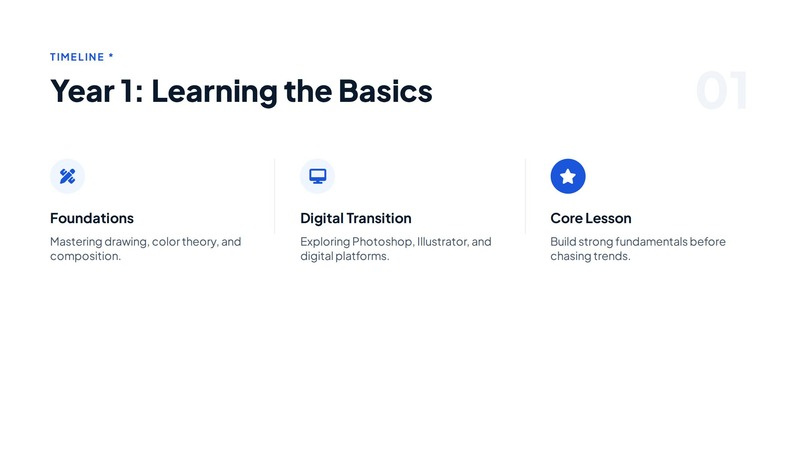 TIMELINE *
Year 1: Learning the Basics
01
Foundations
Mastering drawing, color theory, and
composition.
Digital Transition
Exploring Photoshop, Illustrator, and
digital platforms.
Core Lesson
Build strong fundamentals before
chasing trends.